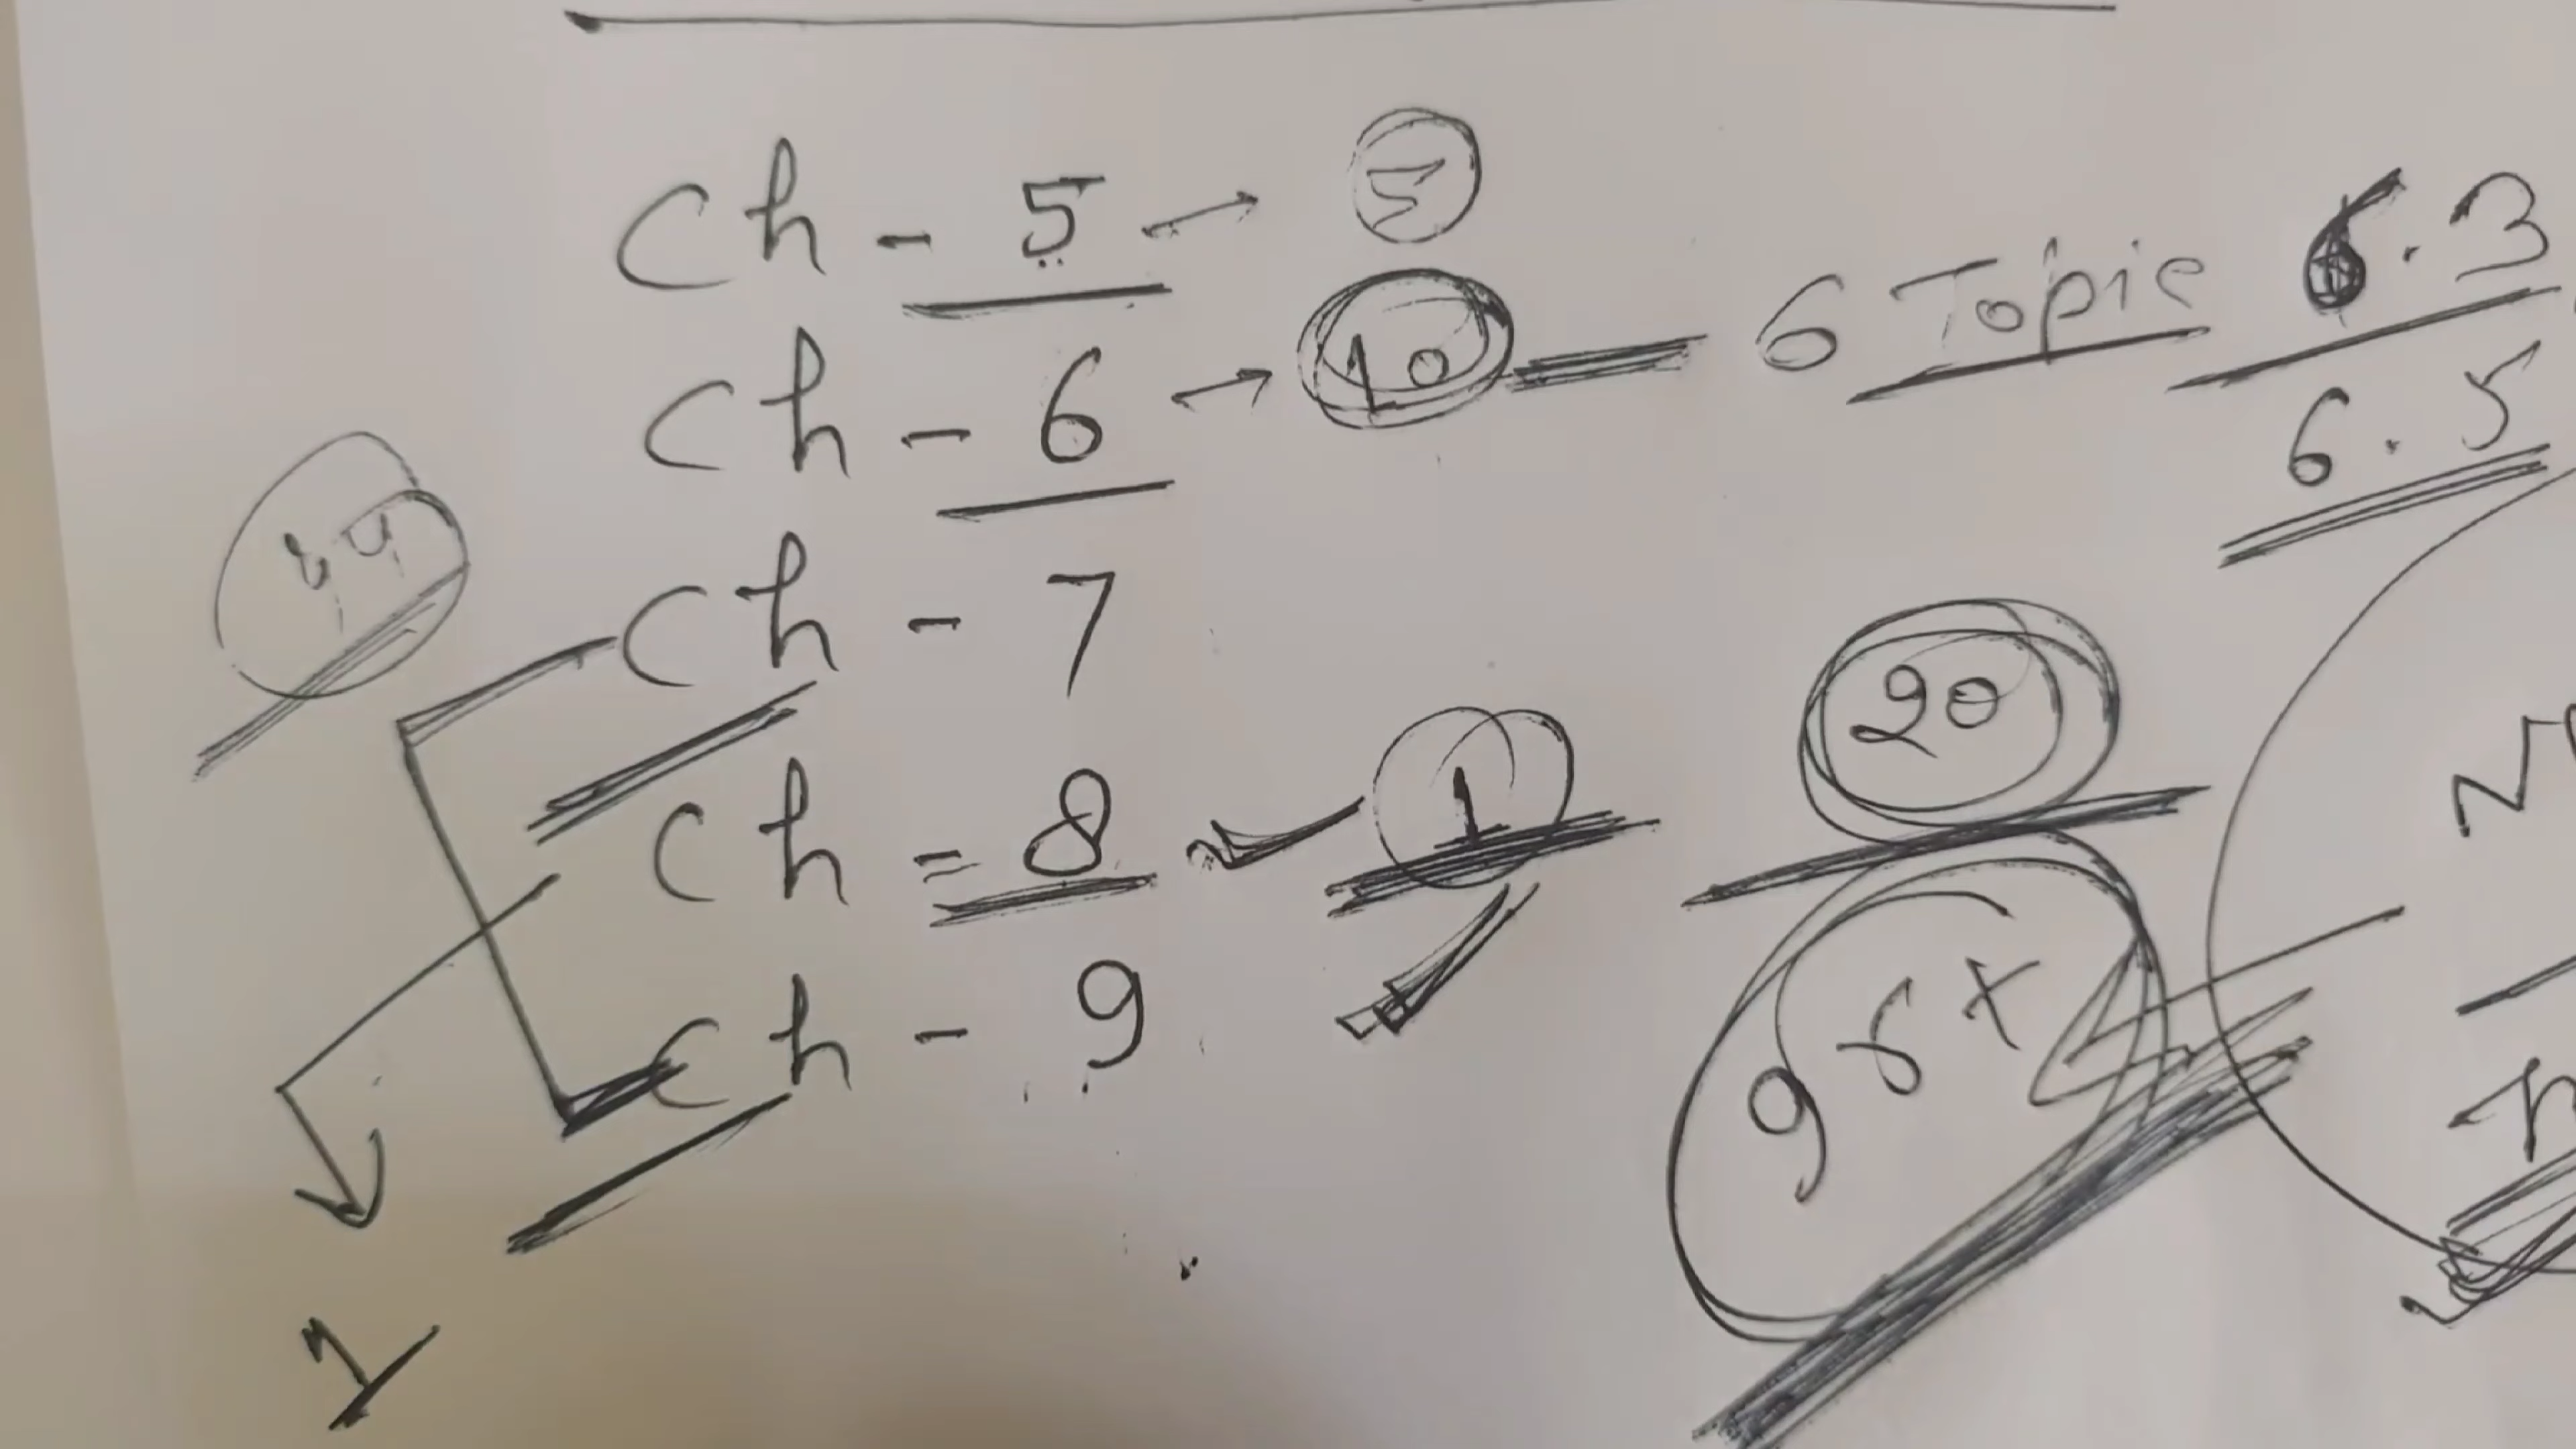 Ch - 5 → 5
Ch - 6 → 10 — 6 Topic 6.3
6.5
Ch - 7
20
Ch = 8 1
Ch - 9
1